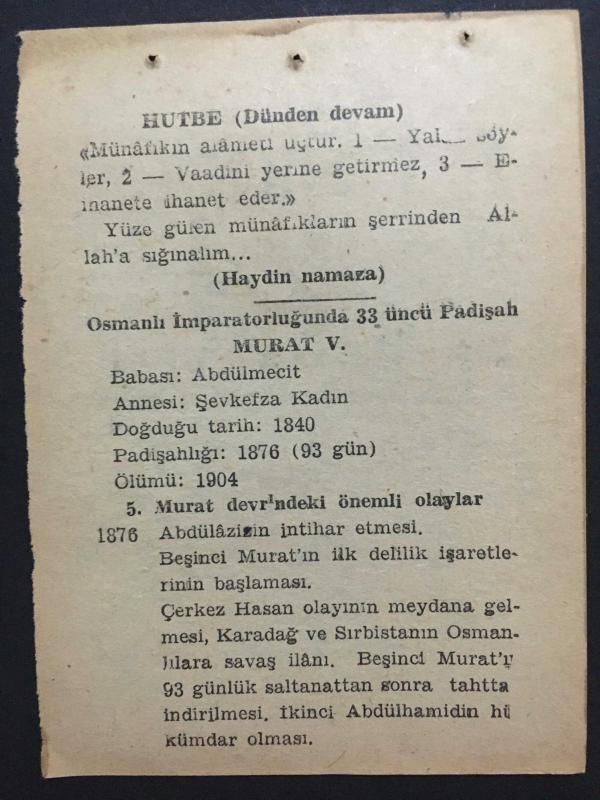 HUTBE (Dünden devam)
«Münâfıkın alâmeti üçtür. 1 — söy-
ler, 2 — Vaadini yerine getirmez, 3 — E-
manete ihanet eder.»
Yüze gülen münâfıkların şerrinden Al-
lah'a sığınalım...
(Haydin namaza)
Osmanlı İmparatorluğunda 33 üncü Padişah
MURAT V.
Babası: Abdülmecit
Annesi: Şevkefza Kadın
Doğduğu tarih: 1840
Padişahlığı: 1876 (93 gün)
Ölümü: 1904
5. Murat devrindeki önemli olaylar
1876 Abdülâzizin intihar etmesi.
Beşinci Murat'ın ilk delilik işaretle-
rinin başlaması.
Çerkez Hasan olayının meydana gel-
mesi, Karadağ ve Sırbistanın Osman-
lılara savaş ilânı. Beşinci Murat'ı
93 günlük saltanattan sonra tahtta
indirilmesi. İkinci Abdülhamidin hü
kümdar olması.